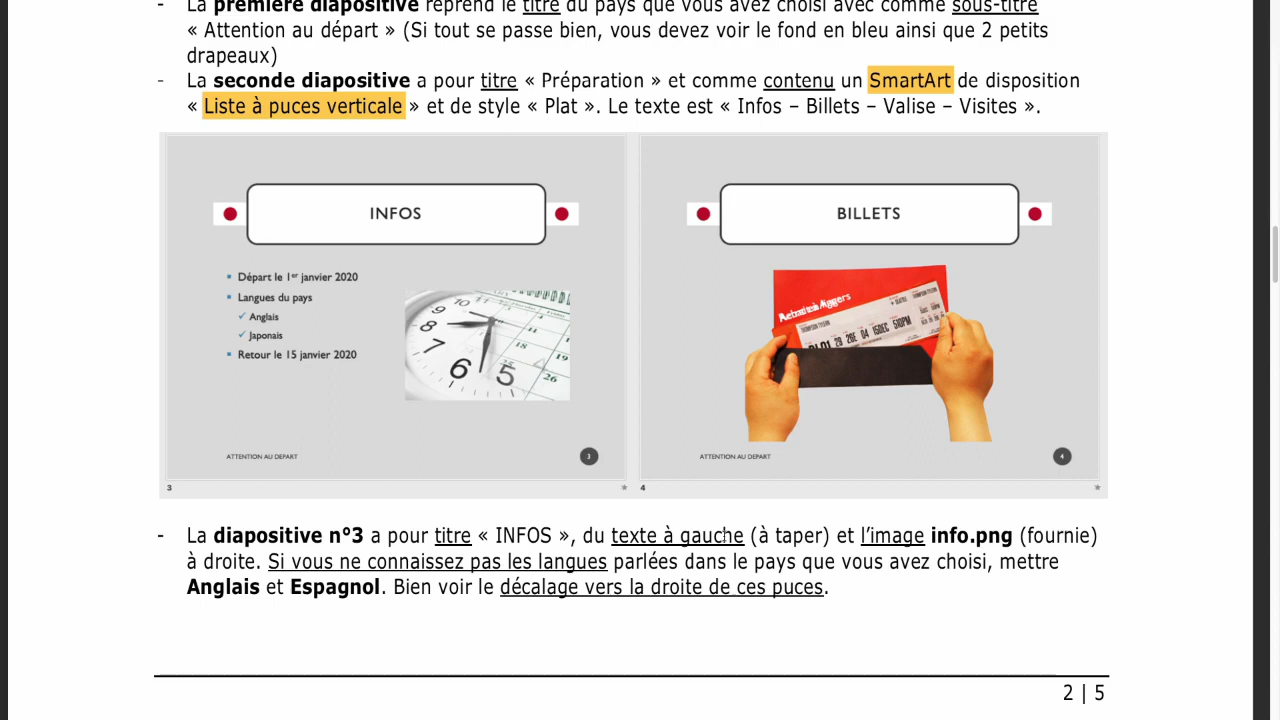 - La première diapositive reprend le titre du pays que vous avez choisi avec comme sous-titre
« Attention au départ » (Si tout se passe bien, vous devez voir le fond en bleu ainsi que 2 petits
drapeaux)
- La seconde diapositive a pour titre « Préparation » et comme contenu un SmartArt de disposition
« Liste à puces verticale » et de style « Plat ». Le texte est « Infos – Billets – Valise – Visites ».
INFOS
▪ Départ le 1er janvier 2020
▪ Langues du pays
✓ Anglais
✓ Japonais
▪ Retour le 15 janvier 2020
ATTENTION AU DEPART
3
3
BILLETS
ATTENTION AU DEPART
4
4
- La diapositive n°3 a pour titre « INFOS », du texte à gauche (à taper) et l’image info.png (fournie)
à droite. Si vous ne connaissez pas les langues parlées dans le pays que vous avez choisi, mettre
Anglais et Espagnol. Bien voir le décalage vers la droite de ces puces.
2 | 5